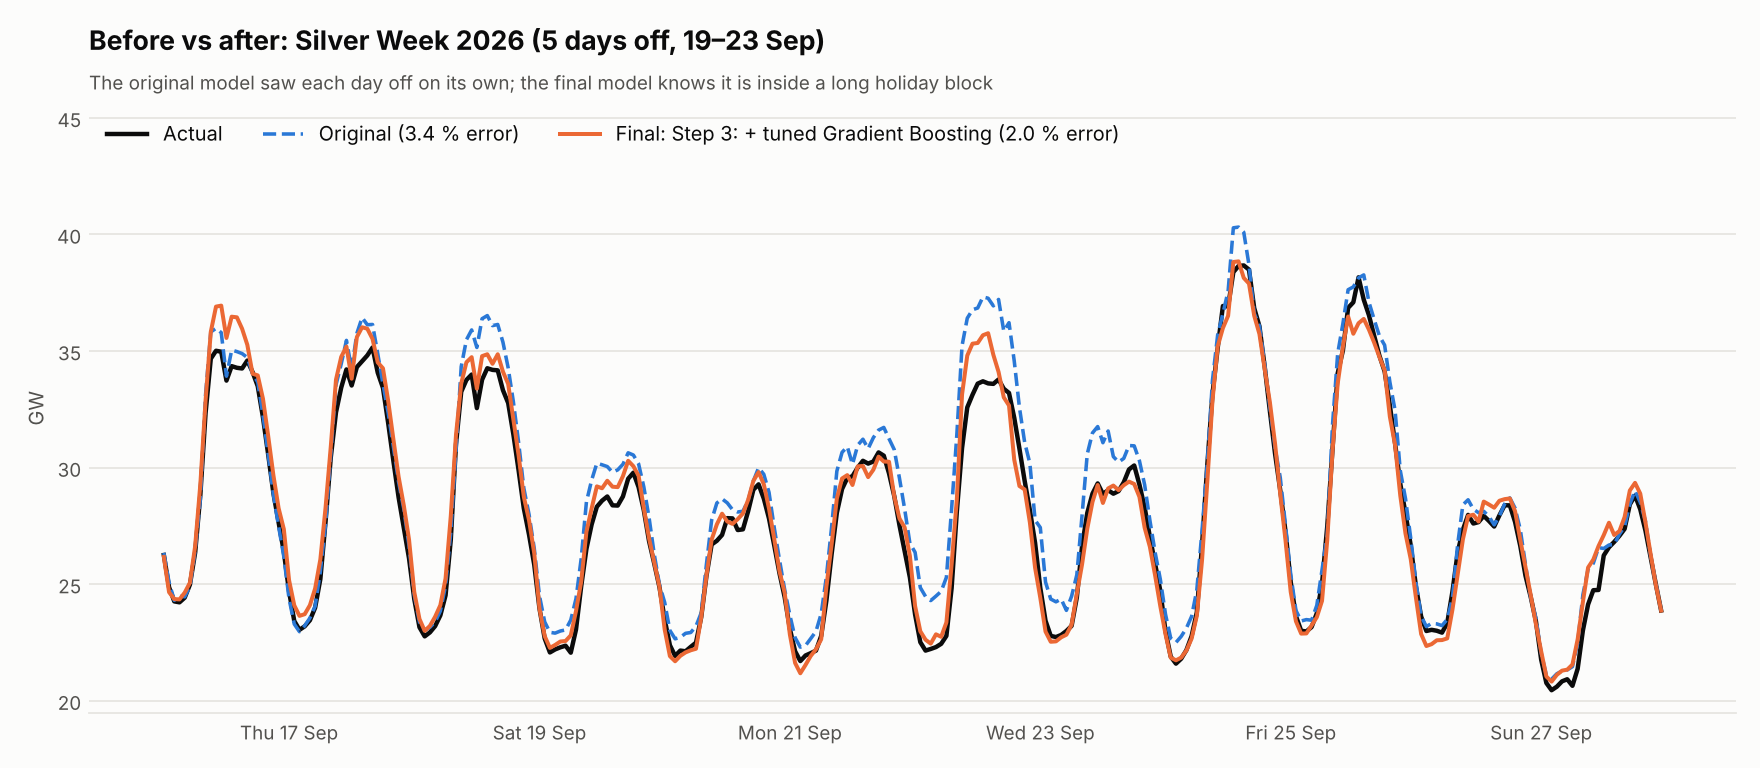 Before vs after: Silver Week 2026 (5 days off, 19–23 Sep)
The original model saw each day off on its own; the final model knows it is inside a long holiday block
45
Actual
Original (3.4 % error)
Final: Step 3: + tuned Gradient Boosting (2.0 % error)
40
35
GW
30
25
20
Thu 17 Sep
Sat 19 Sep
Mon 21 Sep
Wed 23 Sep
Fri 25 Sep
Sun 27 Sep